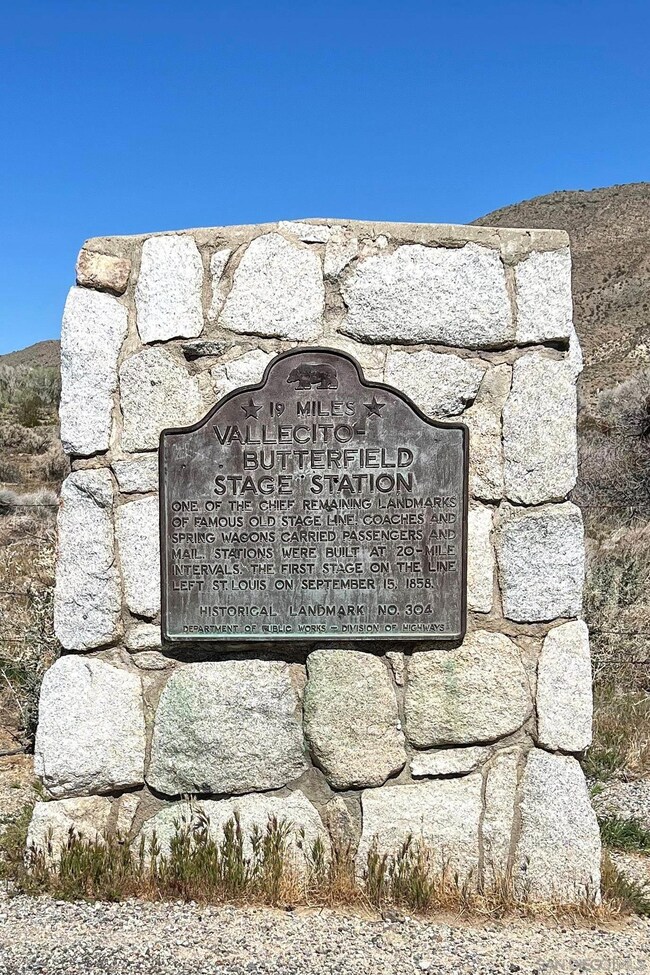 ★ 19 MILES ★
VALLECITO-
BUTTERFIELD
STAGE STATION
ONE OF THE CHIEF REMAINING LANDMARKS
OF FAMOUS OLD STAGE LINE. COACHES AND
SPRING WAGONS CARRIED PASSENGERS AND
MAIL. STATIONS WERE BUILT AT 20-MILE
INTERVALS. THE FIRST STAGE ON THE LINE
LEFT ST. LOUIS ON SEPTEMBER 15, 1858.
HISTORICAL LANDMARK NO. 304
DEPARTMENT OF PUBLIC WORKS – DIVISION OF HIGHWAYS